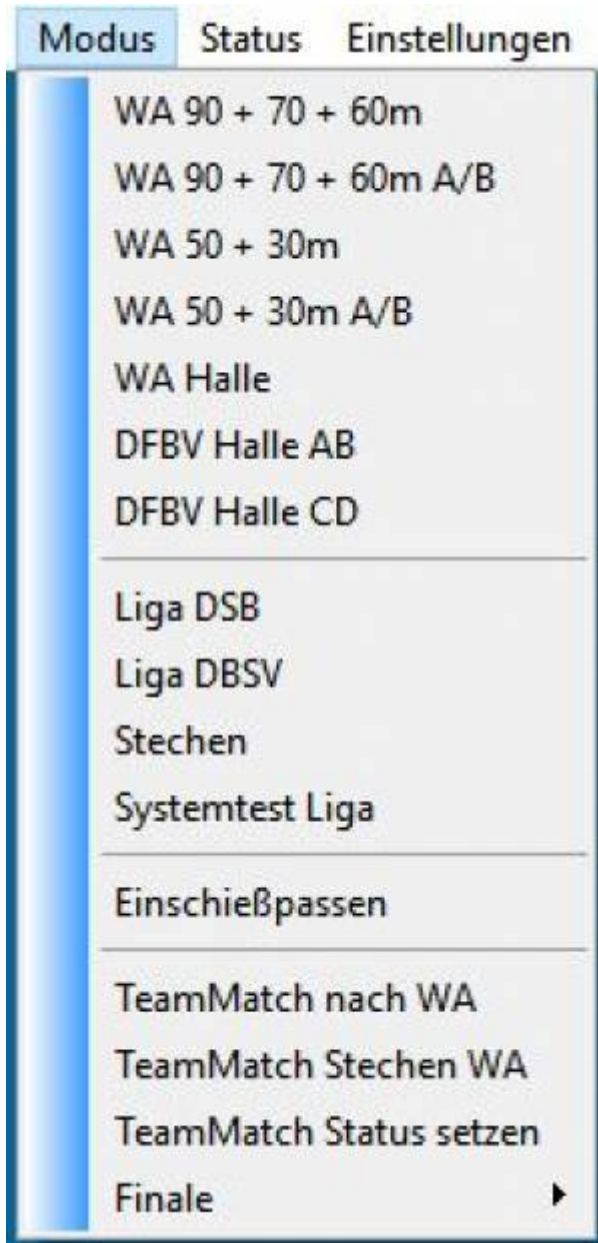 Modus Status Einstellungen
WA 90 + 70 + 60m
WA 90 + 70 + 60m A/B
WA 50 + 30m
WA 50 + 30m A/B
WA Halle
DFBV Halle AB
DFBV Halle CD
Liga DSB
Liga DBSV
Stechen
Systemtest Liga
Einschießpassen
TeamMatch nach WA
TeamMatch Stechen WA
TeamMatch Status setzen
Finale